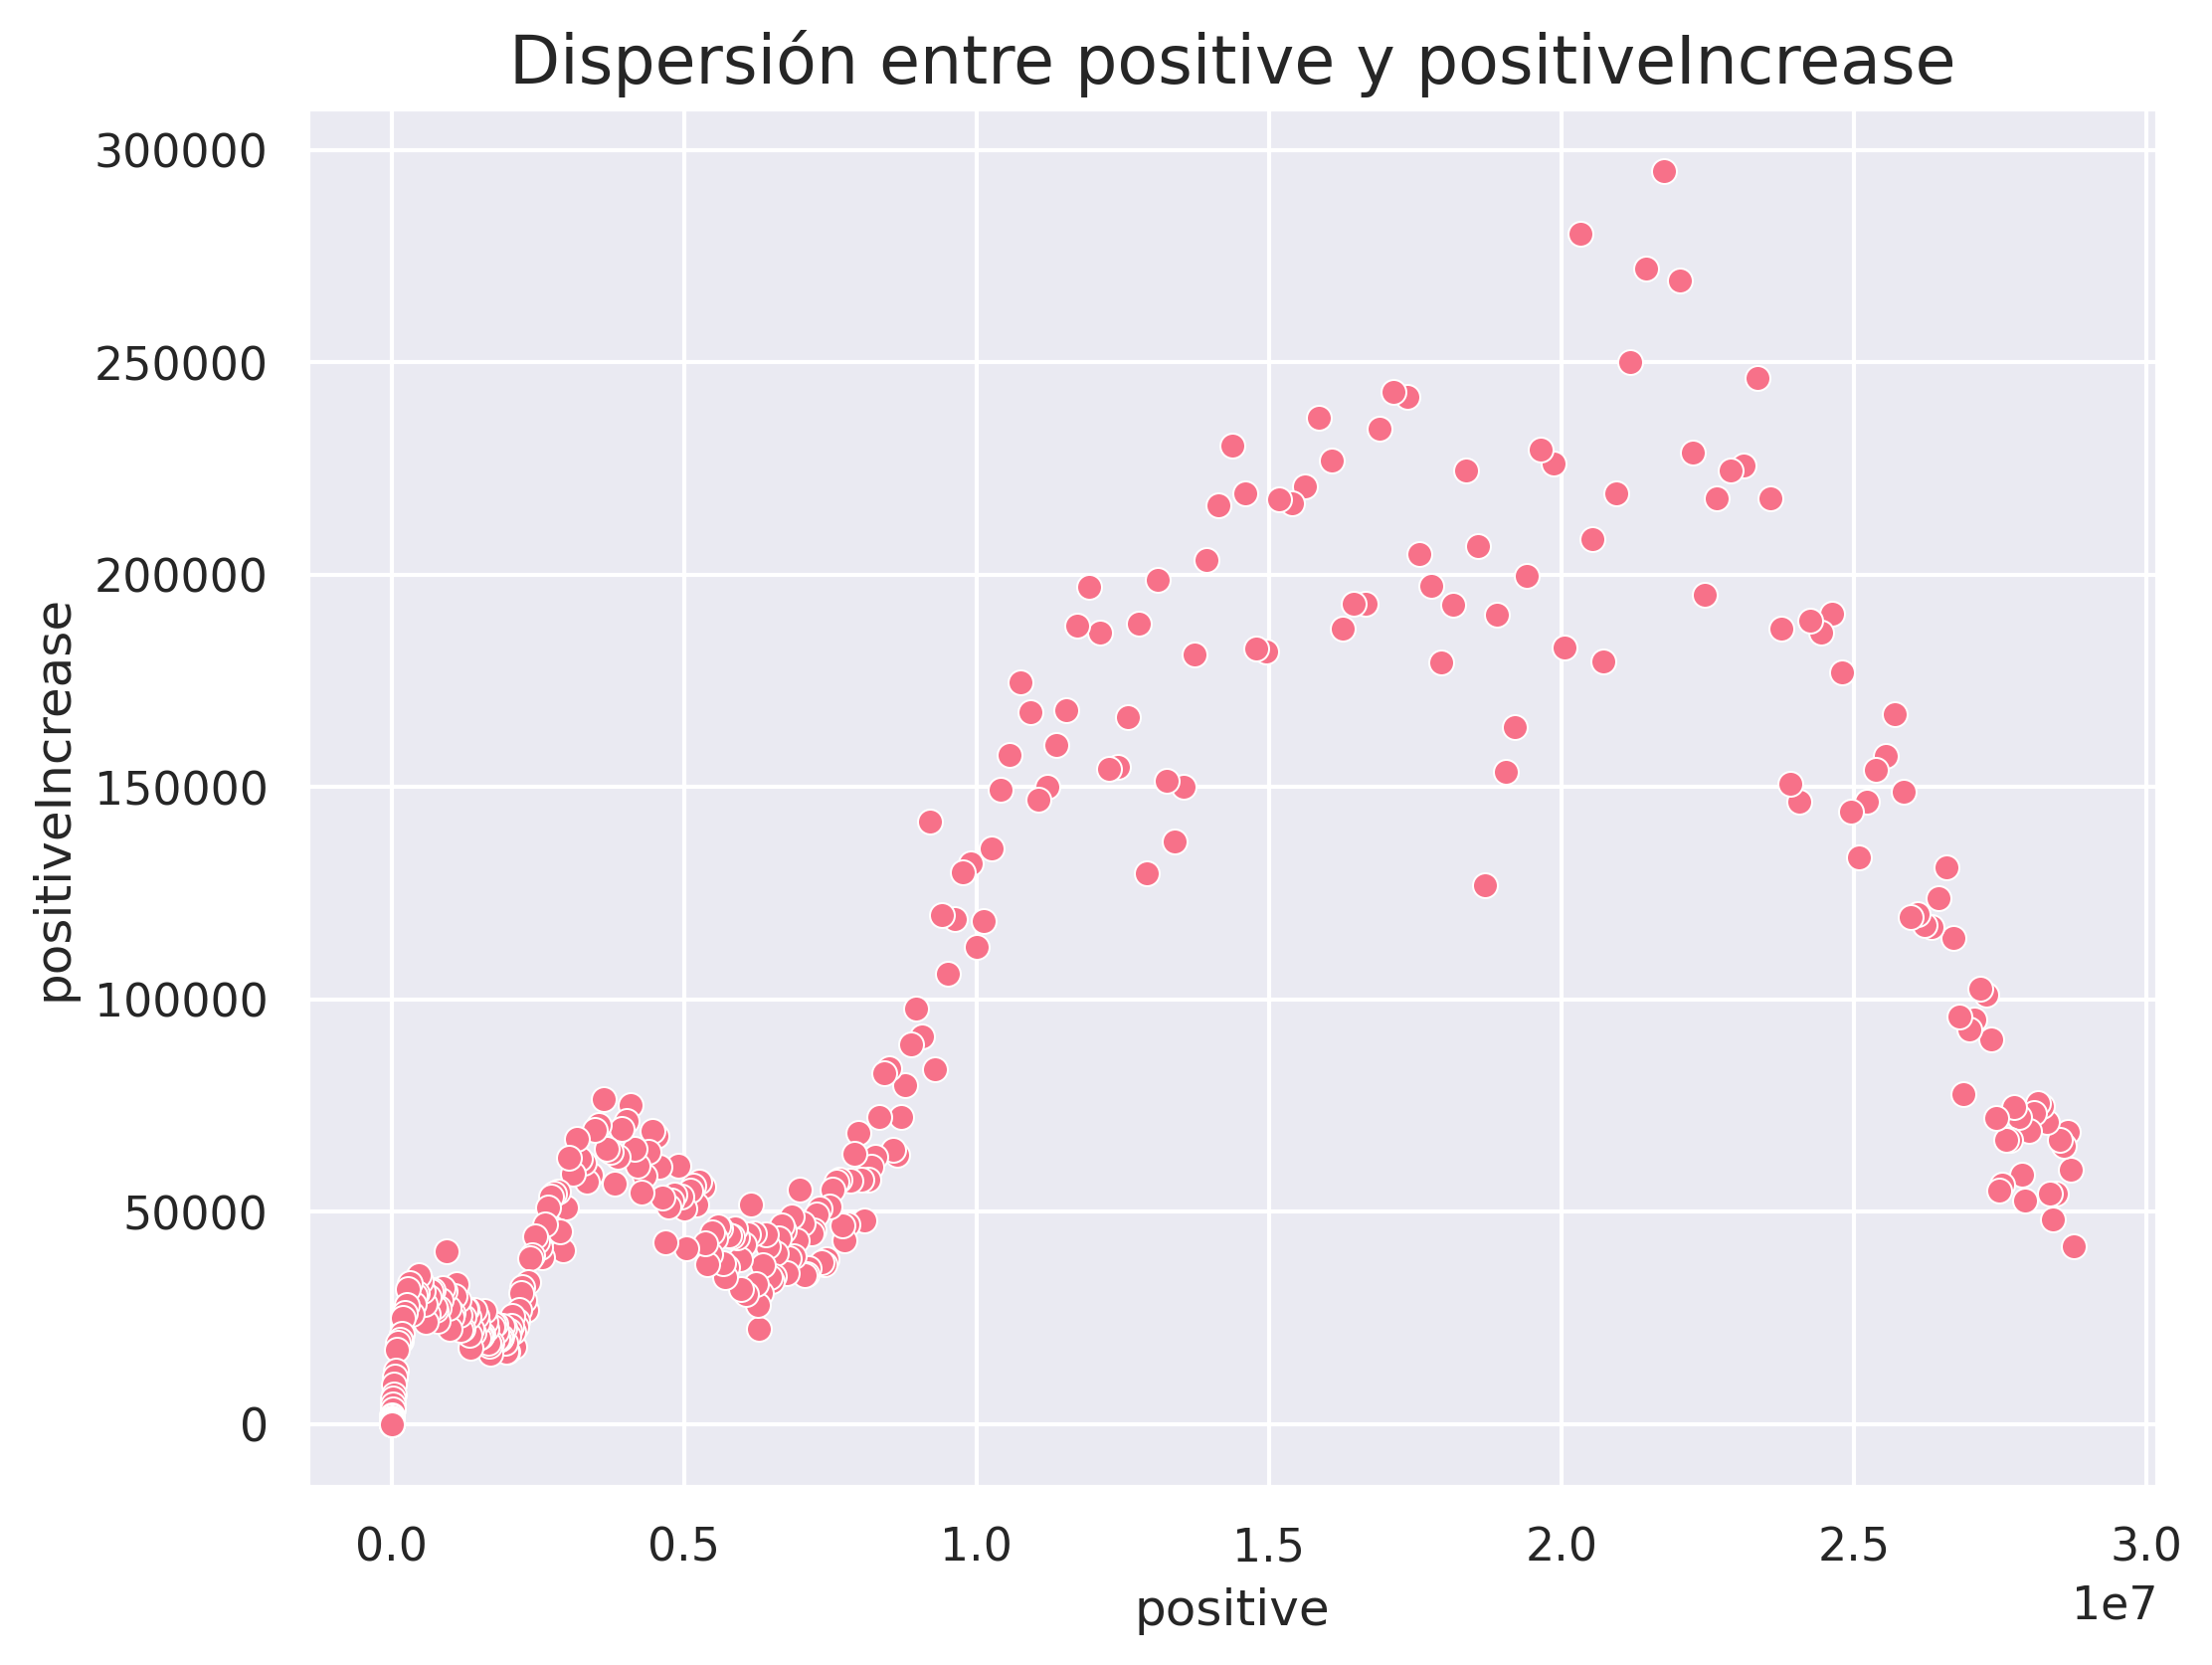 Dispersión entre positive y positiveIncrease
300000
250000
200000
150000
100000
50000
0
positiveIncrease
0.0 0.5 1.0 1.5 2.0 2.5 3.0
1e7
positive